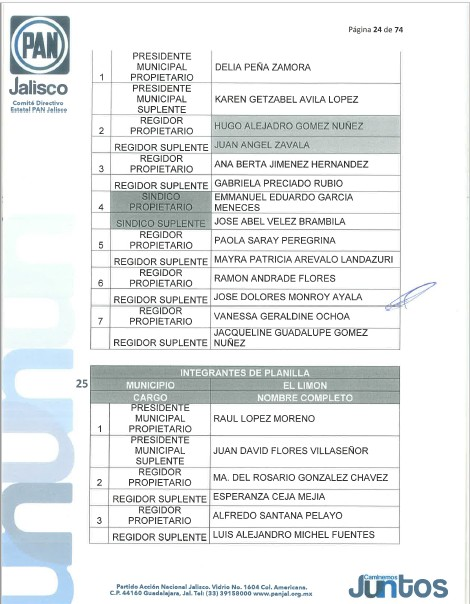 Página 24 de 74
PAN
Jalisco
Comité Directivo
Estatal PAN Jalisco
1 PRESIDENTE MUNICIPAL PROPIETARIO DELIA PEÑA ZAMORA
PRESIDENTE MUNICIPAL SUPLENTE KAREN GETZABEL AVILA LOPEZ
2 REGIDOR PROPIETARIO HUGO ALEJADRO GOMEZ NUÑEZ
REGIDOR SUPLENTE JUAN ANGEL ZAVALA
3 REGIDOR PROPIETARIO ANA BERTA JIMENEZ HERNANDEZ
REGIDOR SUPLENTE GABRIELA PRECIADO RUBIO
4 SINDICO PROPIETARIO EMMANUEL EDUARDO GARCIA MENECES
SINDICO SUPLENTE JOSE ABEL VELEZ BRAMBILA
5 REGIDOR PROPIETARIO PAOLA SARAY PEREGRINA
REGIDOR SUPLENTE MAYRA PATRICIA AREVALO LANDAZURI
6 REGIDOR PROPIETARIO RAMON ANDRADE FLORES
REGIDOR SUPLENTE JOSE DOLORES MONROY AYALA
7 REGIDOR PROPIETARIO VANESSA GERALDINE OCHOA
REGIDOR SUPLENTE JACQUELINE GUADALUPE GOMEZ NUÑEZ
INTEGRANTES DE PLANILLA
25 MUNICIPIO EL LIMON
CARGO NOMBRE COMPLETO
1 PRESIDENTE MUNICIPAL PROPIETARIO RAUL LOPEZ MORENO
PRESIDENTE MUNICIPAL SUPLENTE JUAN DAVID FLORES VILLASEÑOR
2 REGIDOR PROPIETARIO MA. DEL ROSARIO GONZALEZ CHAVEZ
REGIDOR SUPLENTE ESPERANZA CEJA MEJIA
3 REGIDOR PROPIETARIO ALFREDO SANTANA PELAYO
REGIDOR SUPLENTE LUIS ALEJANDRO MICHEL FUENTES
Partido Acción Nacional Jalisco. Vidrio No. 1604 Col. Americana.
C.P. 44160 Guadalajara, Jal. Tel: (33) 39158000 www.panjal.org.mx
Caminemos
Juntos